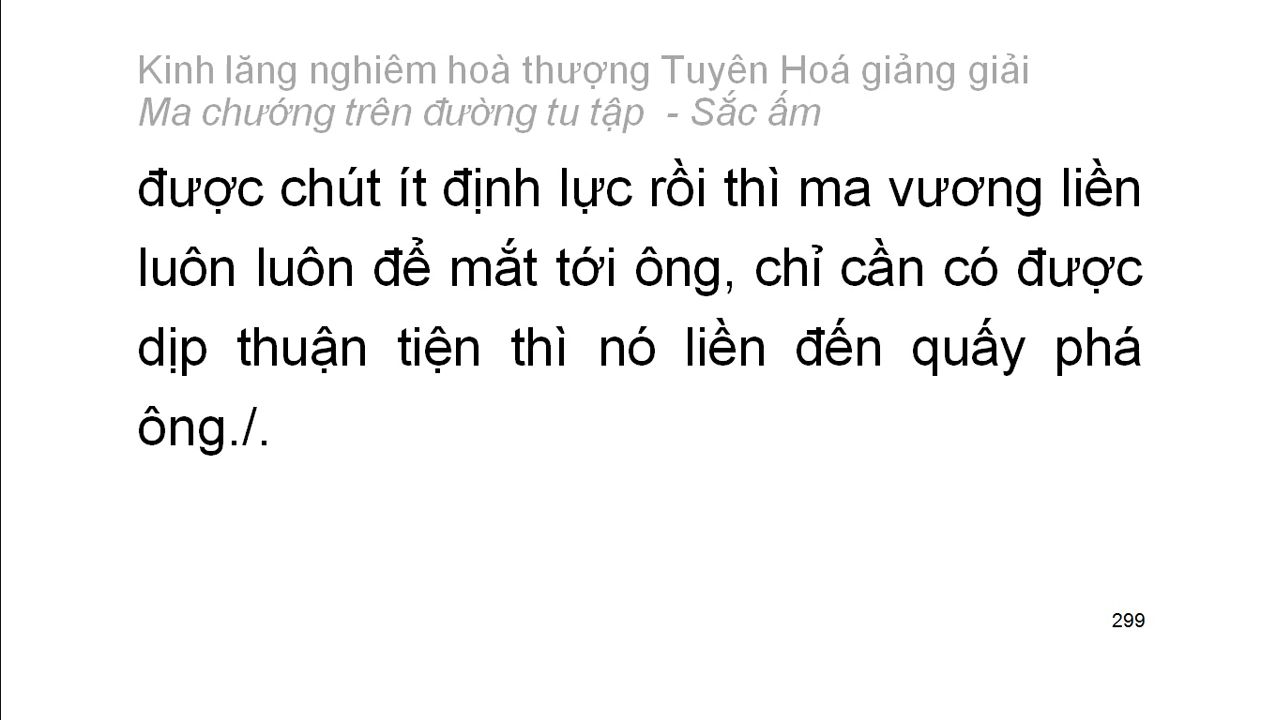 Kinh lăng nghiêm hoà thượng Tuyên Hoá giảng giải
Ma chướng trên đường tu tập - Sắc ấm
được chút ít định lực rồi thì ma vương liền
luôn luôn để mắt tới ông, chỉ cần có được
dịp thuận tiện thì nó liền đến quấy phá
ông./.
299